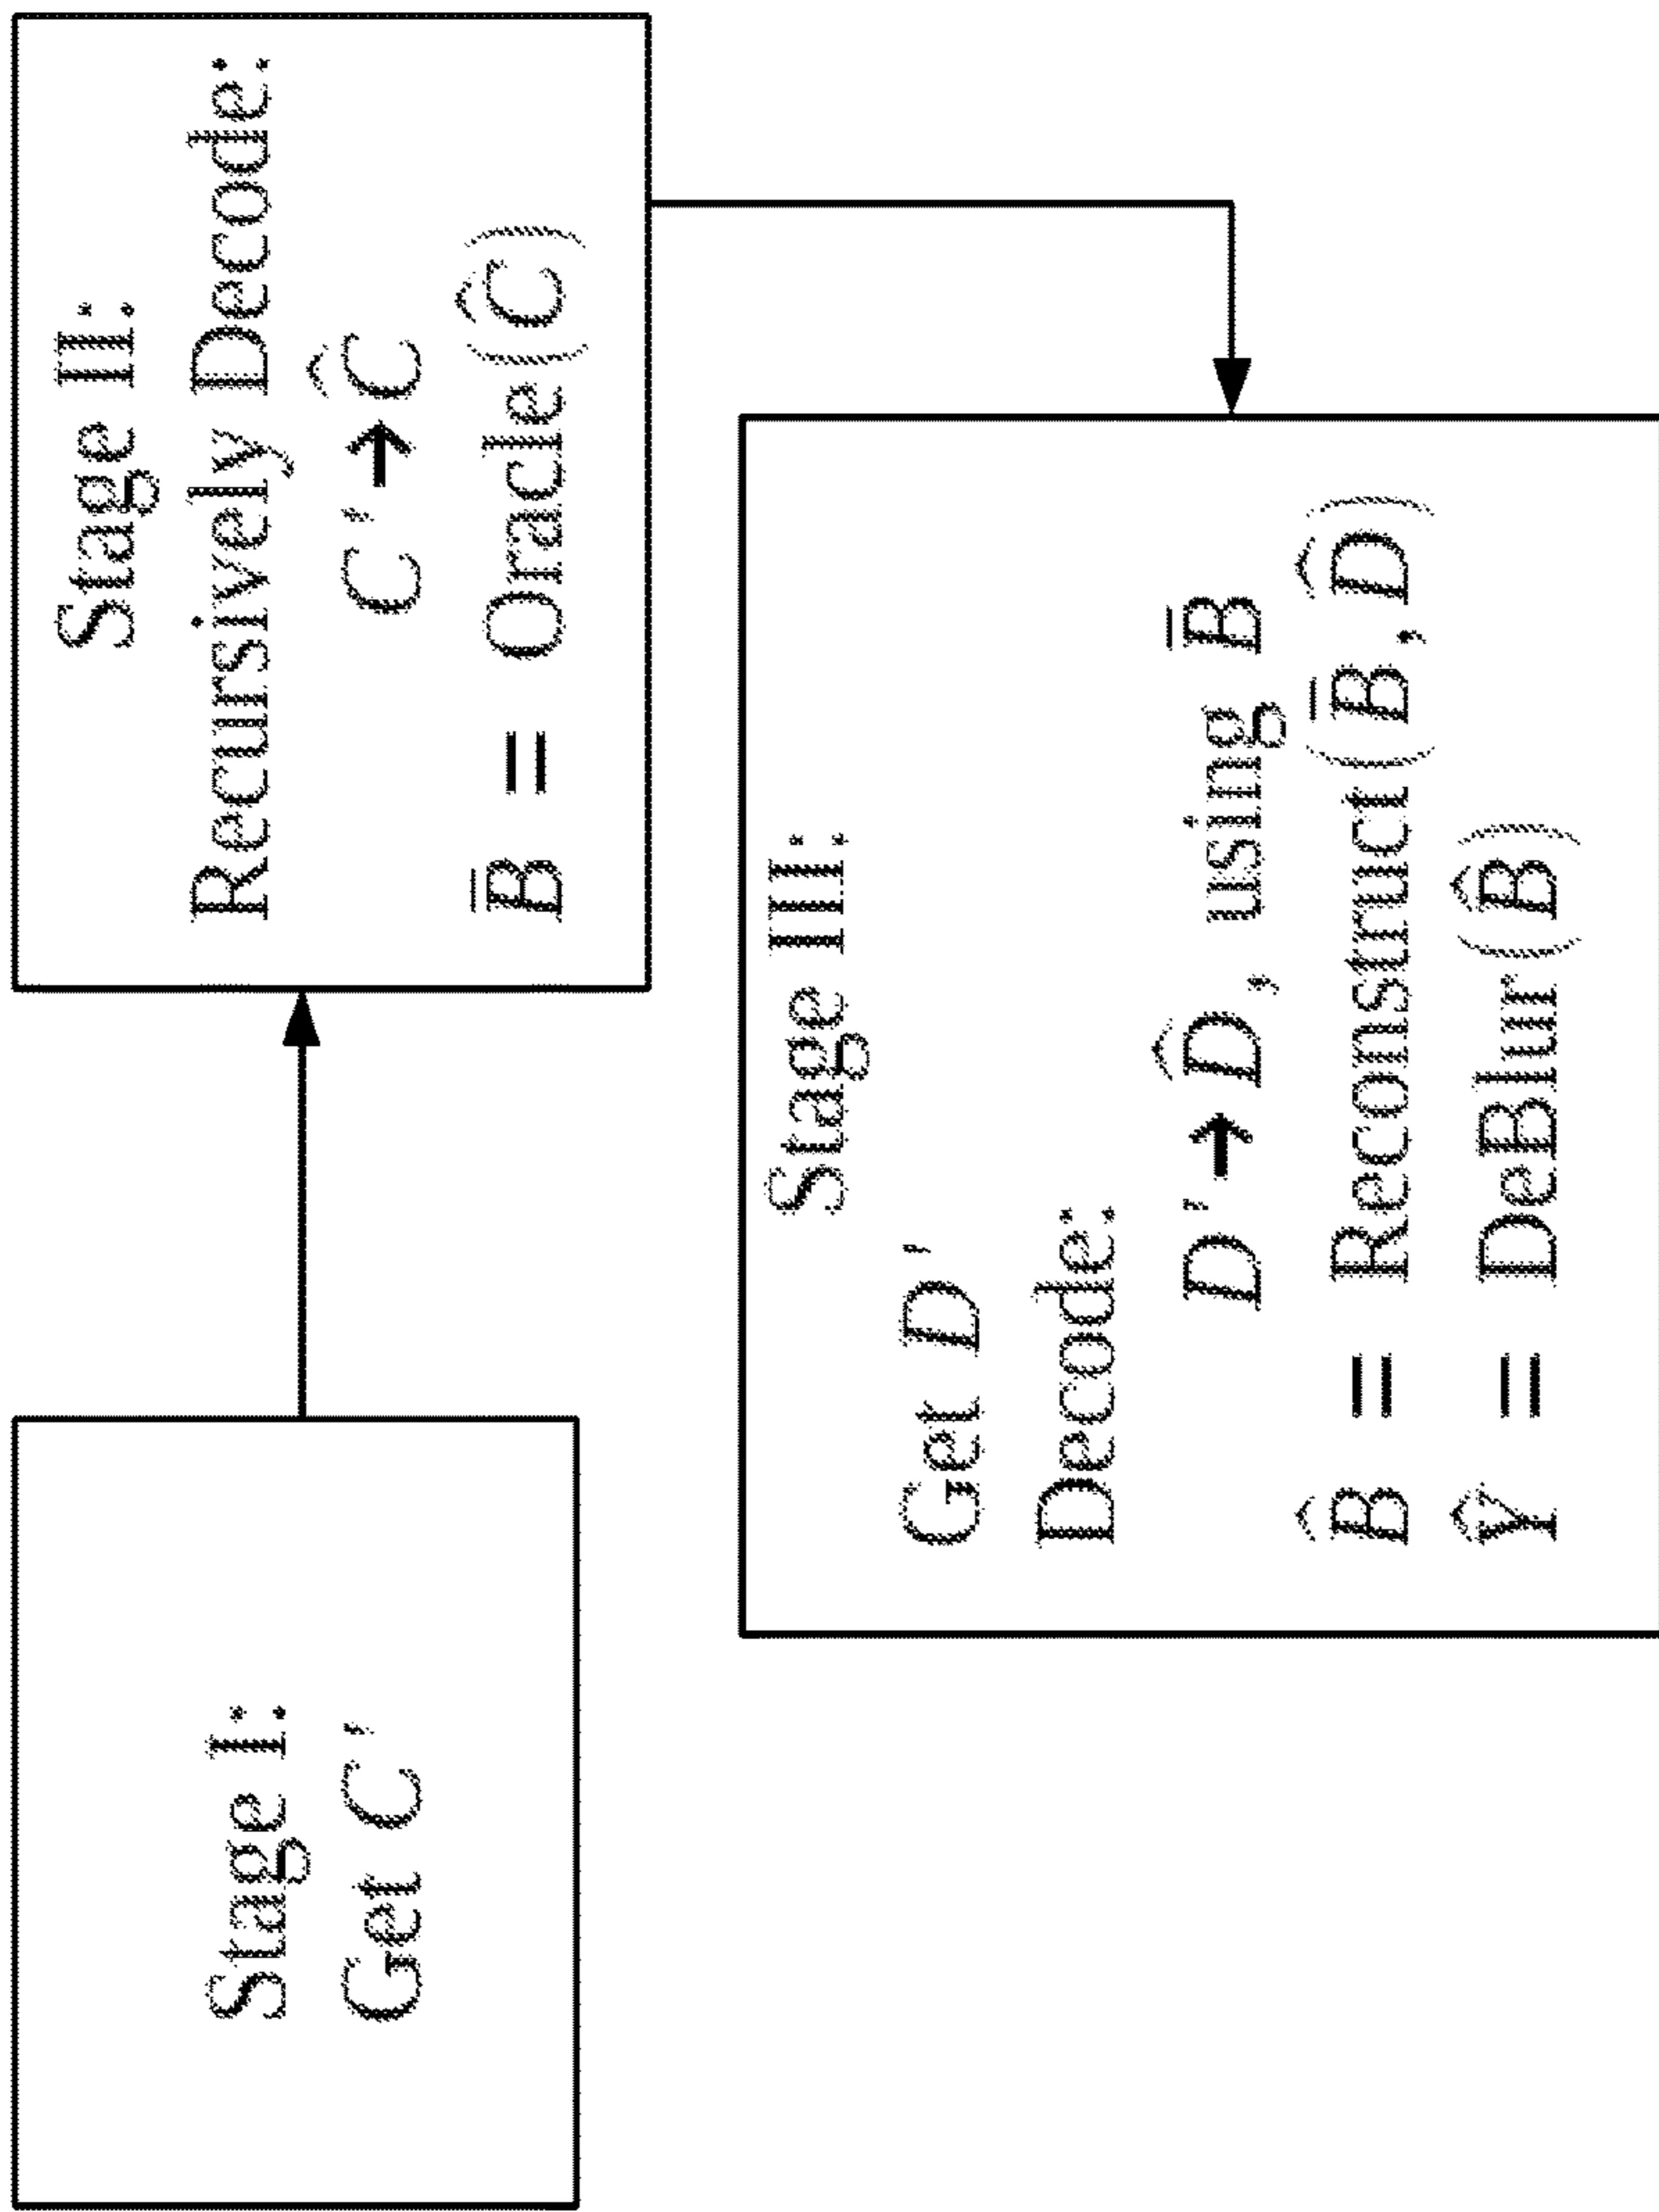 Stage I:
Get C'
Stage II:
Recursively Decode:
C' → Ĉ
B̅ = Oracle(Ĉ)
Stage III:
Get D'
Decode:
D' → D̂, using B̅
B̂ = Reconstruct(B̅, D̂)
Ŷ = DeBlur(B̂)